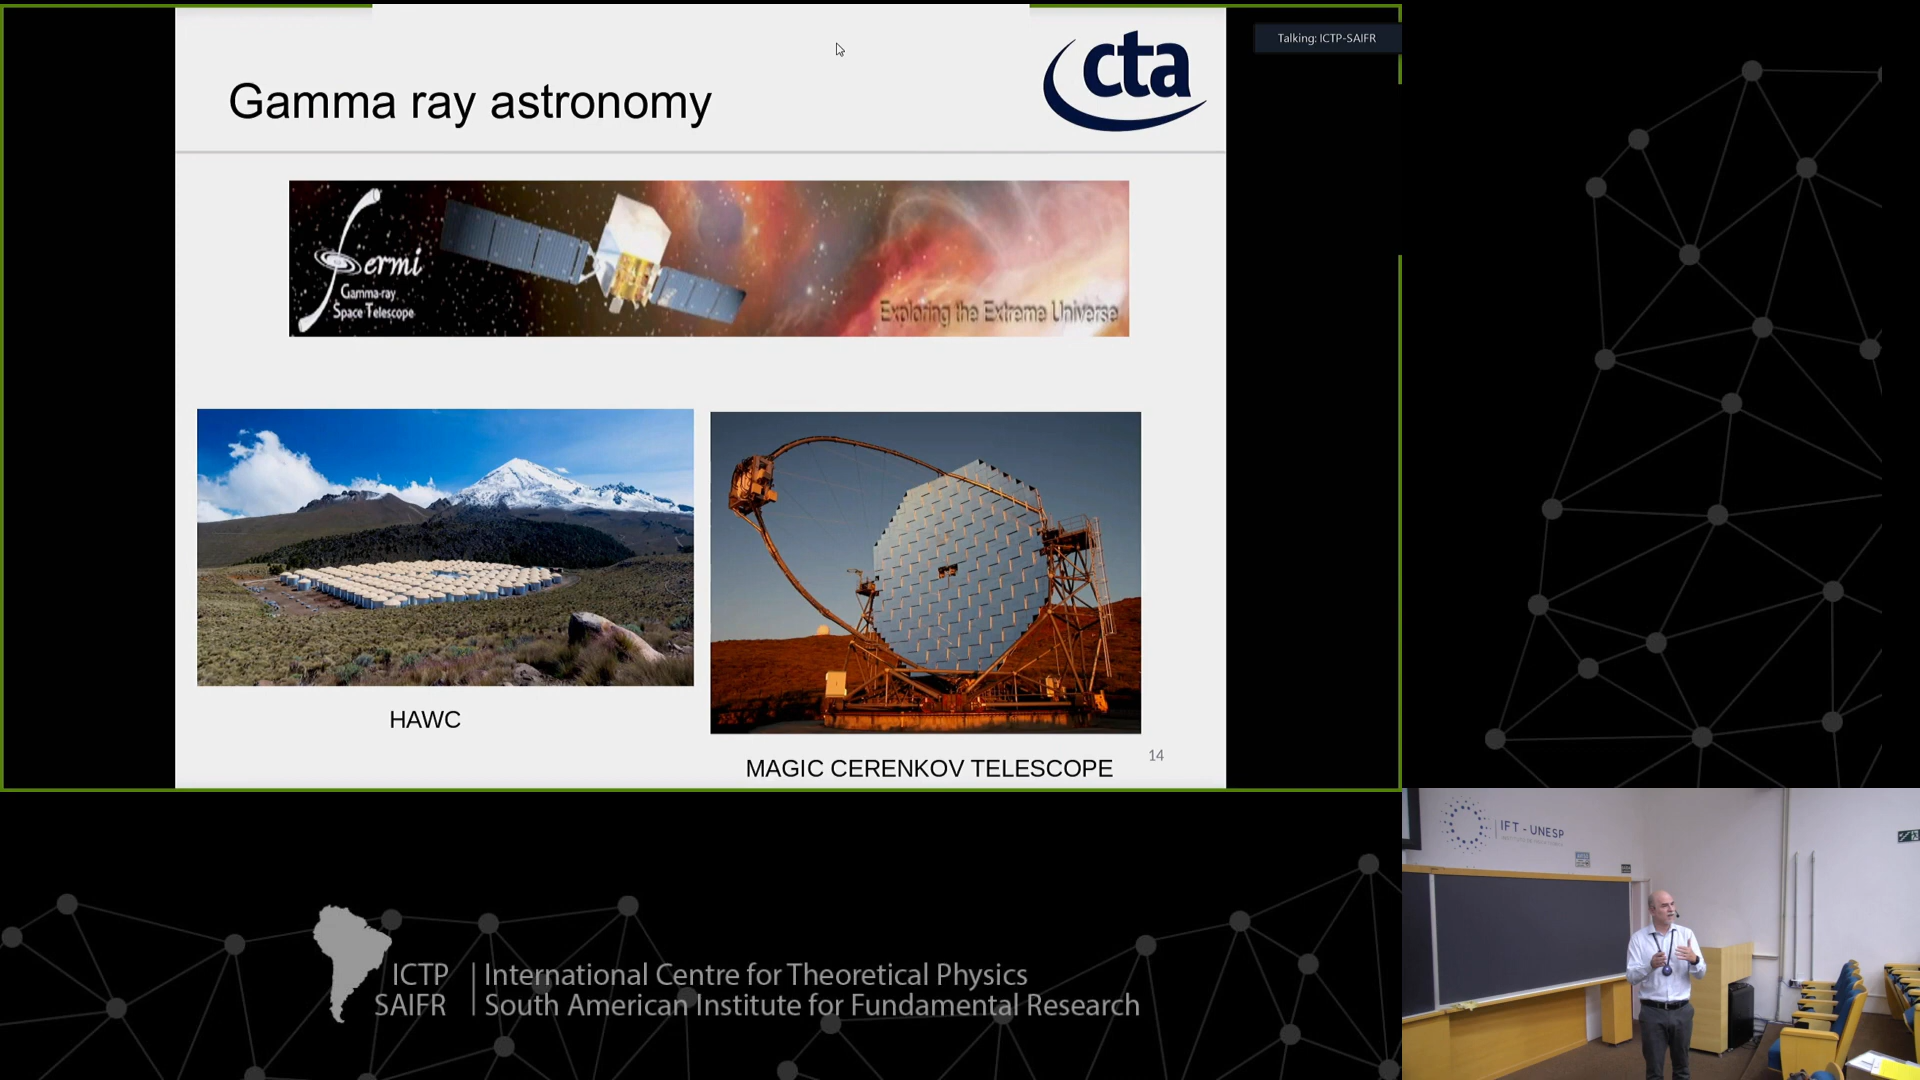 Talking: ICTP-SAIFR
cta
Gamma ray astronomy
Fermi
Gamma-ray
Space Telescope
Exploring the Extreme Universe
HAWC
MAGIC CERENKOV TELESCOPE
14
IFT - UNESP
ICTP
SAIFR
International Centre for Theoretical Physics
South American Institute for Fundamental Research